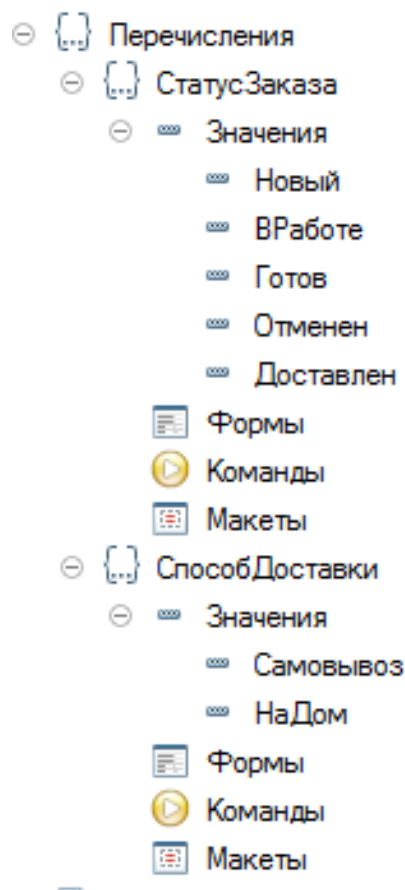 Перечисления
СтатусЗаказа
Значения
Новый
ВРаботе
Готов
Отменен
Доставлен
Формы
Команды
Макеты
СпособДоставки
Значения
Самовывоз
НаДом
Формы
Команды
Макеты